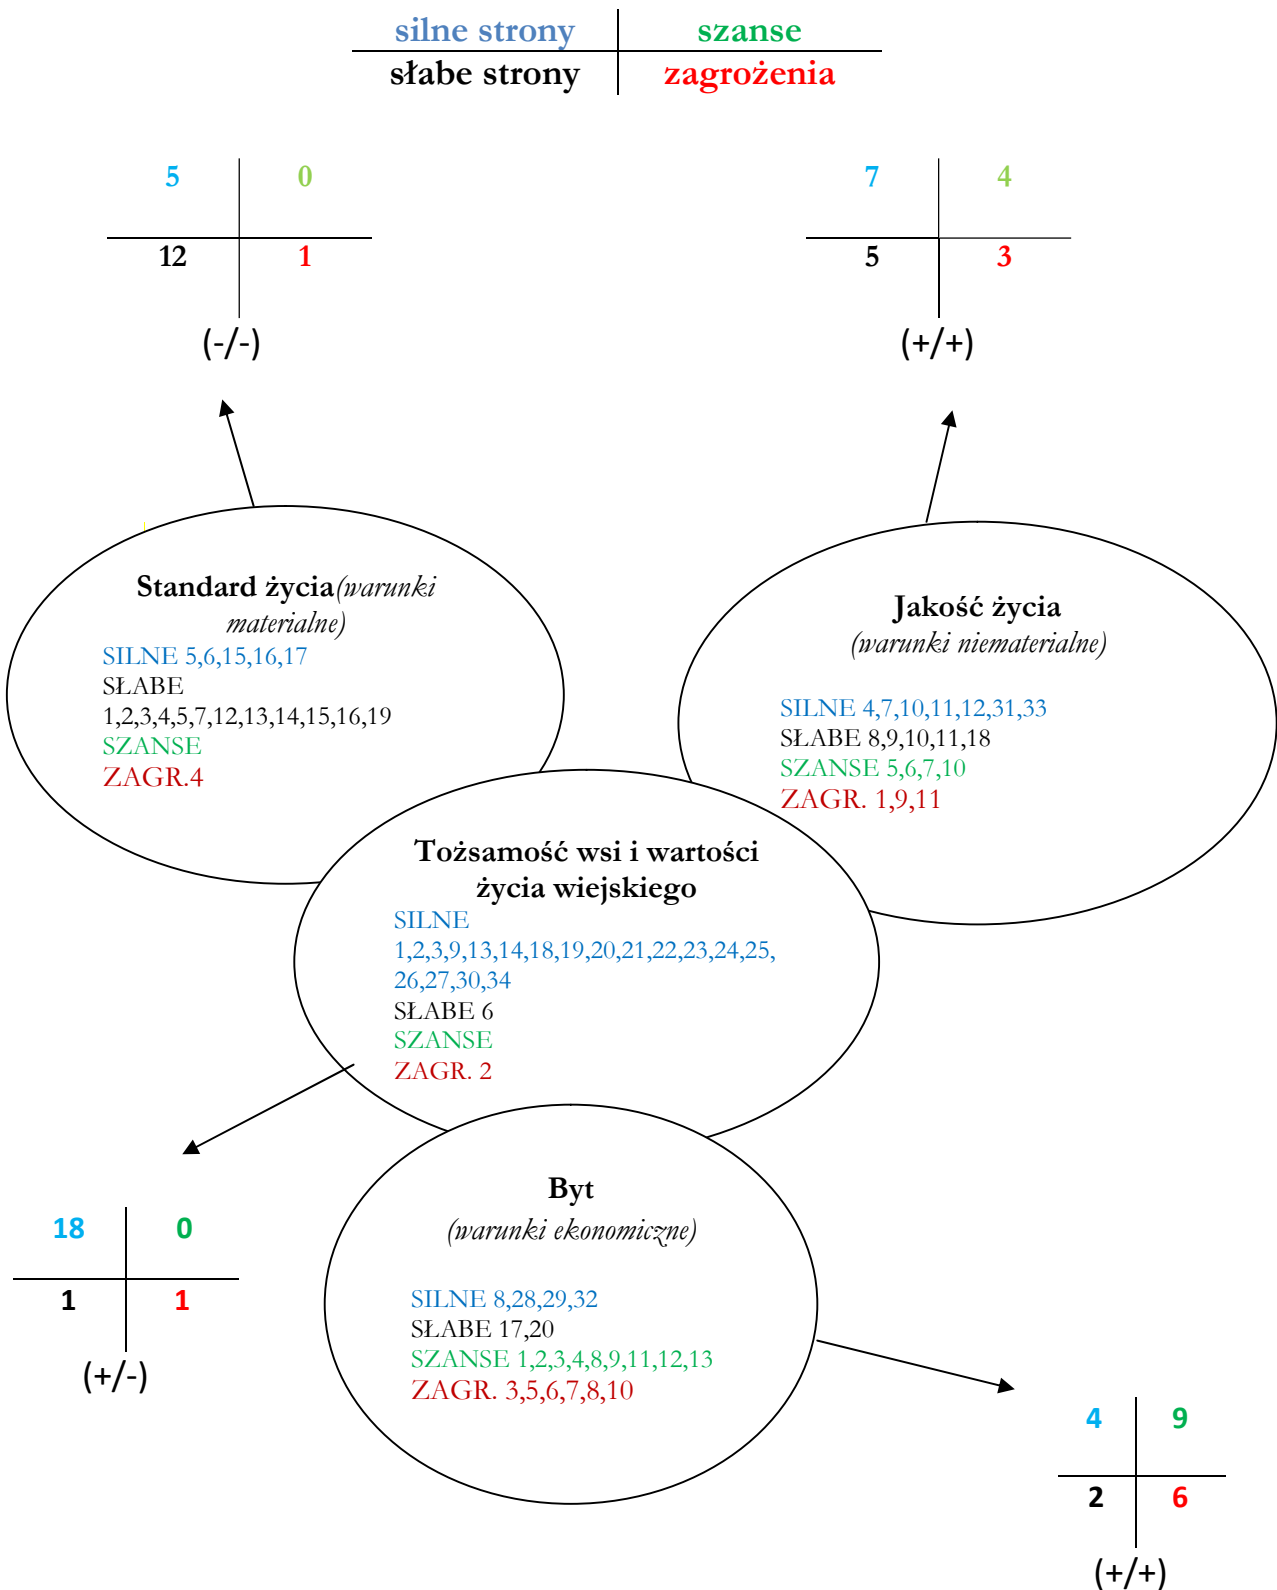 silne strony szanse
słabe strony zagrożenia
5 0
12 1
(-/-)
7 4
5 3
(+/+)
Standard życia(warunki
materialne)
SILNE 5,6,15,16,17
SŁABE
1,2,3,4,5,7,12,13,14,15,16,19
SZANSE
ZAGR.4
Jakość życia
(warunki niematerialne)
SILNE 4,7,10,11,12,31,33
SŁABE 8,9,10,11,18
SZANSE 5,6,7,10
ZAGR. 1,9,11
Tożsamość wsi i wartości
życia wiejskiego
SILNE
1,2,3,9,13,14,18,19,20,21,22,23,24,25,
26,27,30,34
SŁABE 6
SZANSE
ZAGR. 2
18 0
1 1
(+/-)
Byt
(warunki ekonomiczne)
SILNE 8,28,29,32
SŁABE 17,20
SZANSE 1,2,3,4,8,9,11,12,13
ZAGR. 3,5,6,7,8,10
4 9
2 6
(+/+)